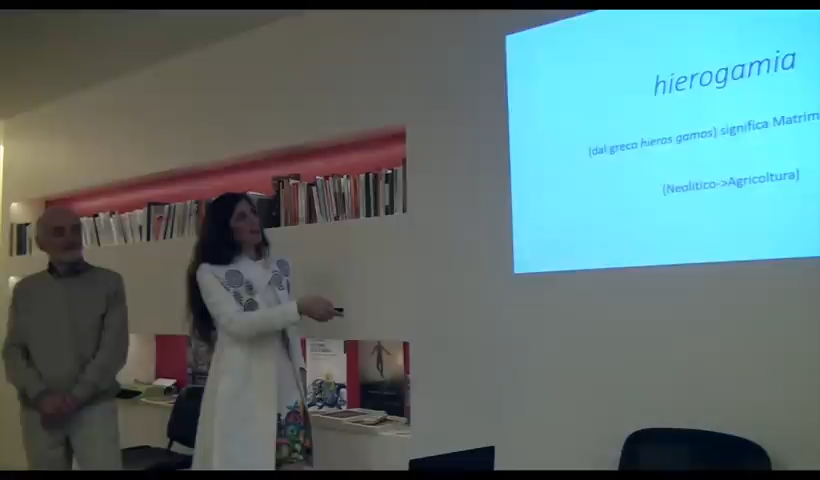 hierogamia
(dal greco hieros gamos) significa Matrim
(Neolitico->Agricoltura)